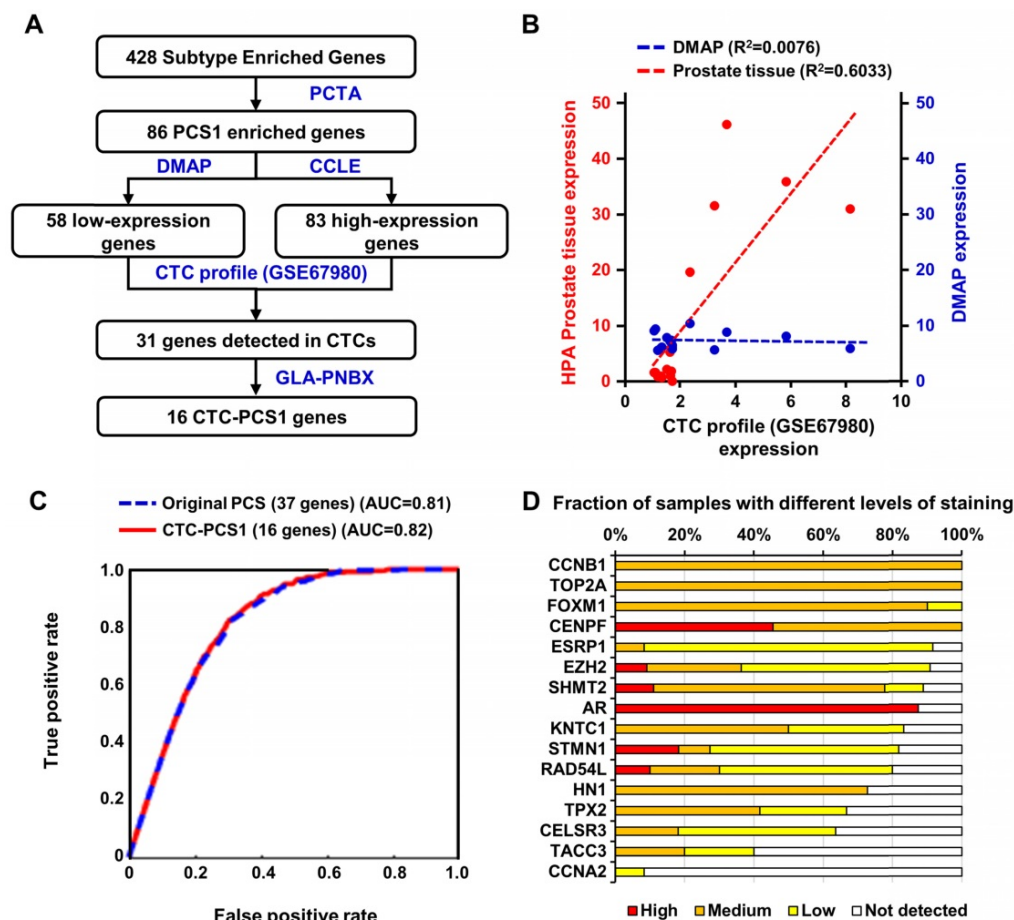 A
428 Subtype Enriched Genes
PCTA
86 PCS1 enriched genes
DMAP CCLE
58 low-expression
genes
83 high-expression
genes
CTC profile (GSE67980)
31 genes detected in CTCs
GLA-PNBX
16 CTC-PCS1 genes
B
DMAP (R²=0.0076)
Prostate tissue (R²=0.6033)
HPA Prostate tissue expression
50
40
30
20
10
0
50
40
30
20
10
0
DMAP expression
0 2 4 6 8 10
CTC profile (GSE67980)
expression
C
Original PCS (37 genes) (AUC=0.81)
CTC-PCS1 (16 genes) (AUC=0.82)
True positive rate
1.0
0.8
0.6
0.4
0.2
0
0 0.2 0.4 0.6 0.8 1.0
False positive rate
D Fraction of samples with different levels of staining
0% 20% 40% 60% 80% 100%
CCNB1
TOP2A
FOXM1
CENPF
ESRP1
EZH2
SHMT2
AR
KNTC1
STMN1
RAD54L
HN1
TPX2
CELSR3
TACC3
CCNA2
High Medium Low Not detected